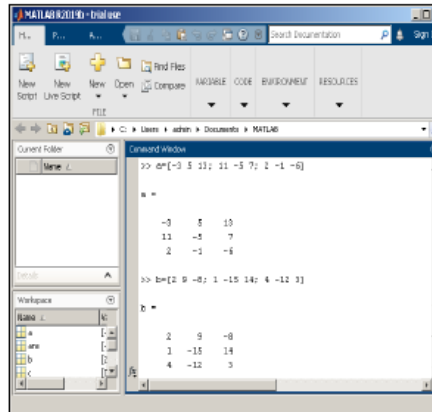 MATLAB R2019b - trial use
H... P... A... Search Documentation Sign
New Script New Live Script New Open Find Files Compare VARIABLE CODE ENVIRONMENT RESOURCES
FILE
C: Users admin Documents MATLAB
Current Folder
Name
Details
Workspace
Name
a
ans
b
c
Command Window
>> a=[-3 5 13; 11 -5 7; 2 -1 -6]
a =
-3 5 13
11 -5 7
2 -1 -6
>> b=[2 9 -8; 1 -15 14; 4 -12 3]
b =
2 9 -8
1 -15 14
4 -12 3
fx